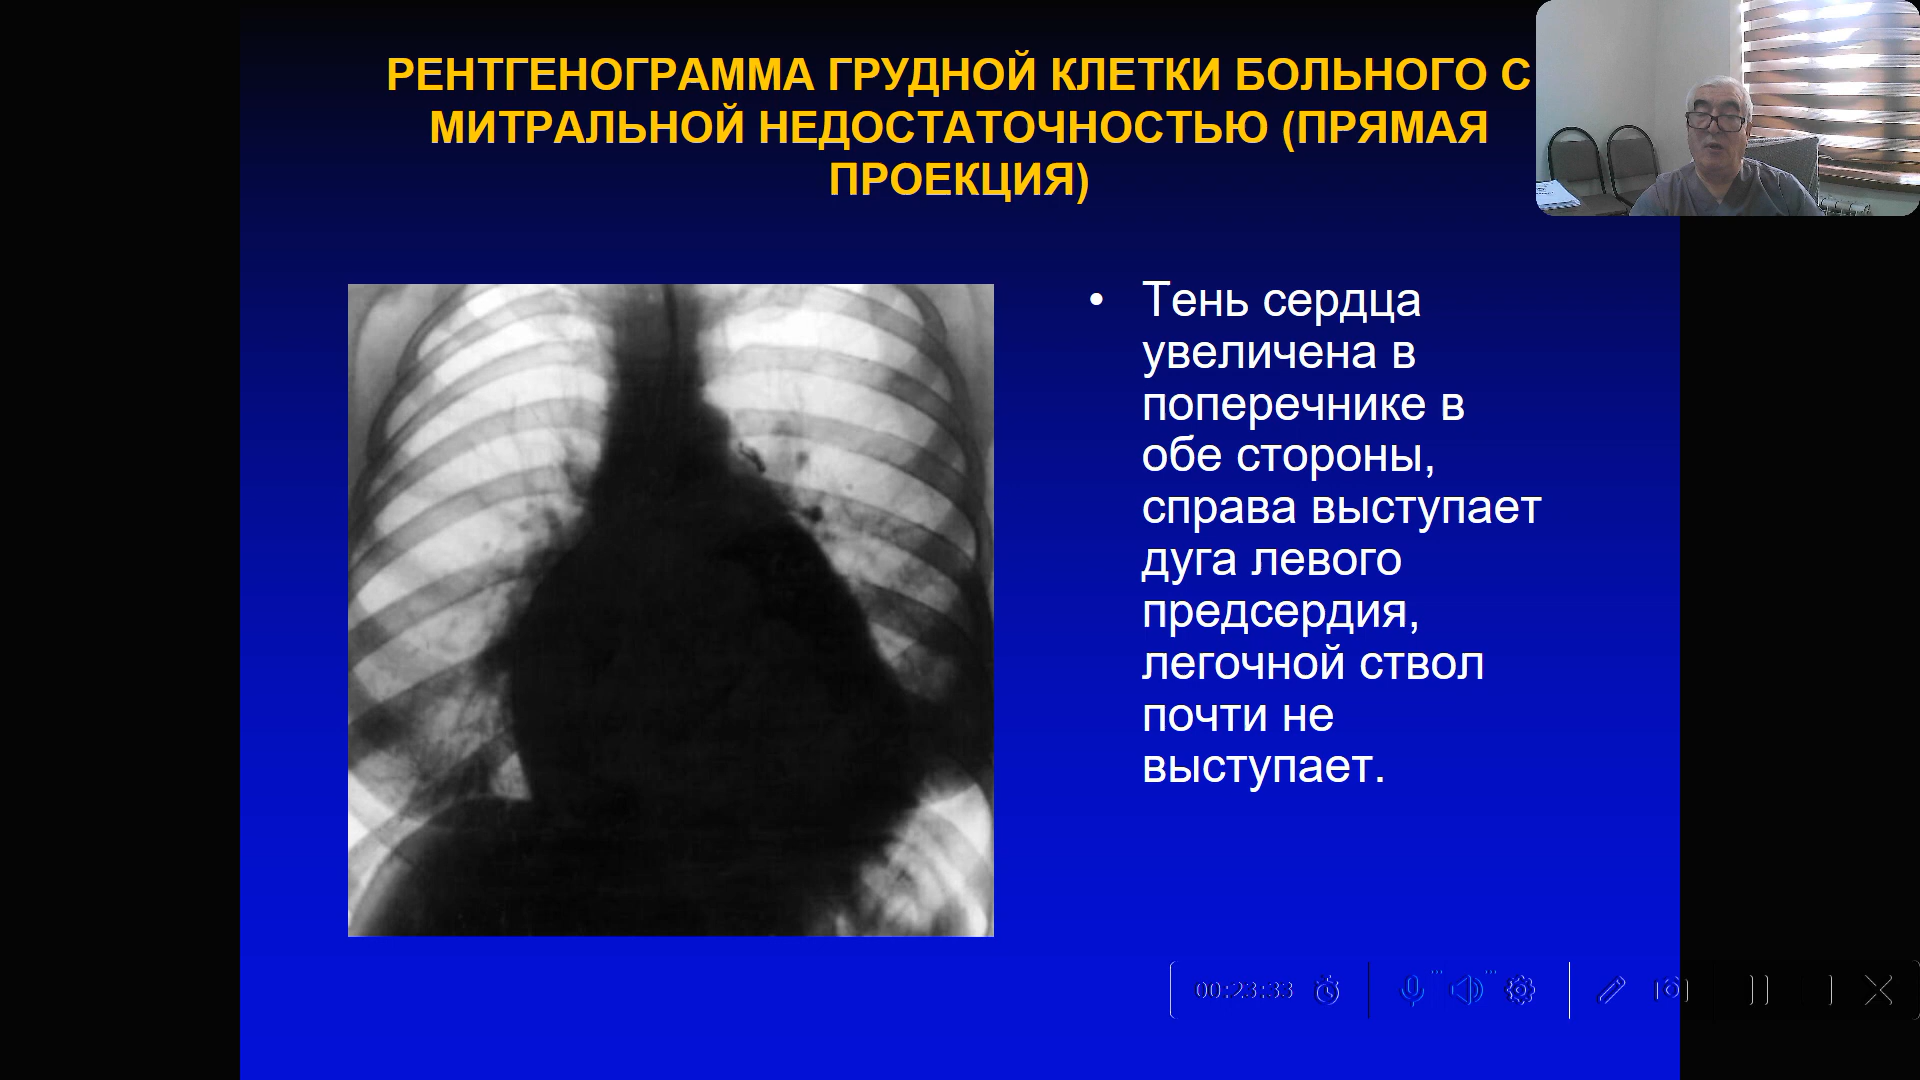 РЕНТГЕНОГРАММА ГРУДНОЙ КЛЕТКИ БОЛЬНОГО С
МИТРАЛЬНОЙ НЕДОСТАТОЧНОСТЬЮ (ПРЯМАЯ
ПРОЕКЦИЯ)
• Тень сердца
увеличена в
поперечнике в
обе стороны,
справа выступает
дуга левого
предсердия,
легочной ствол
почти не
выступает.
00:23:33